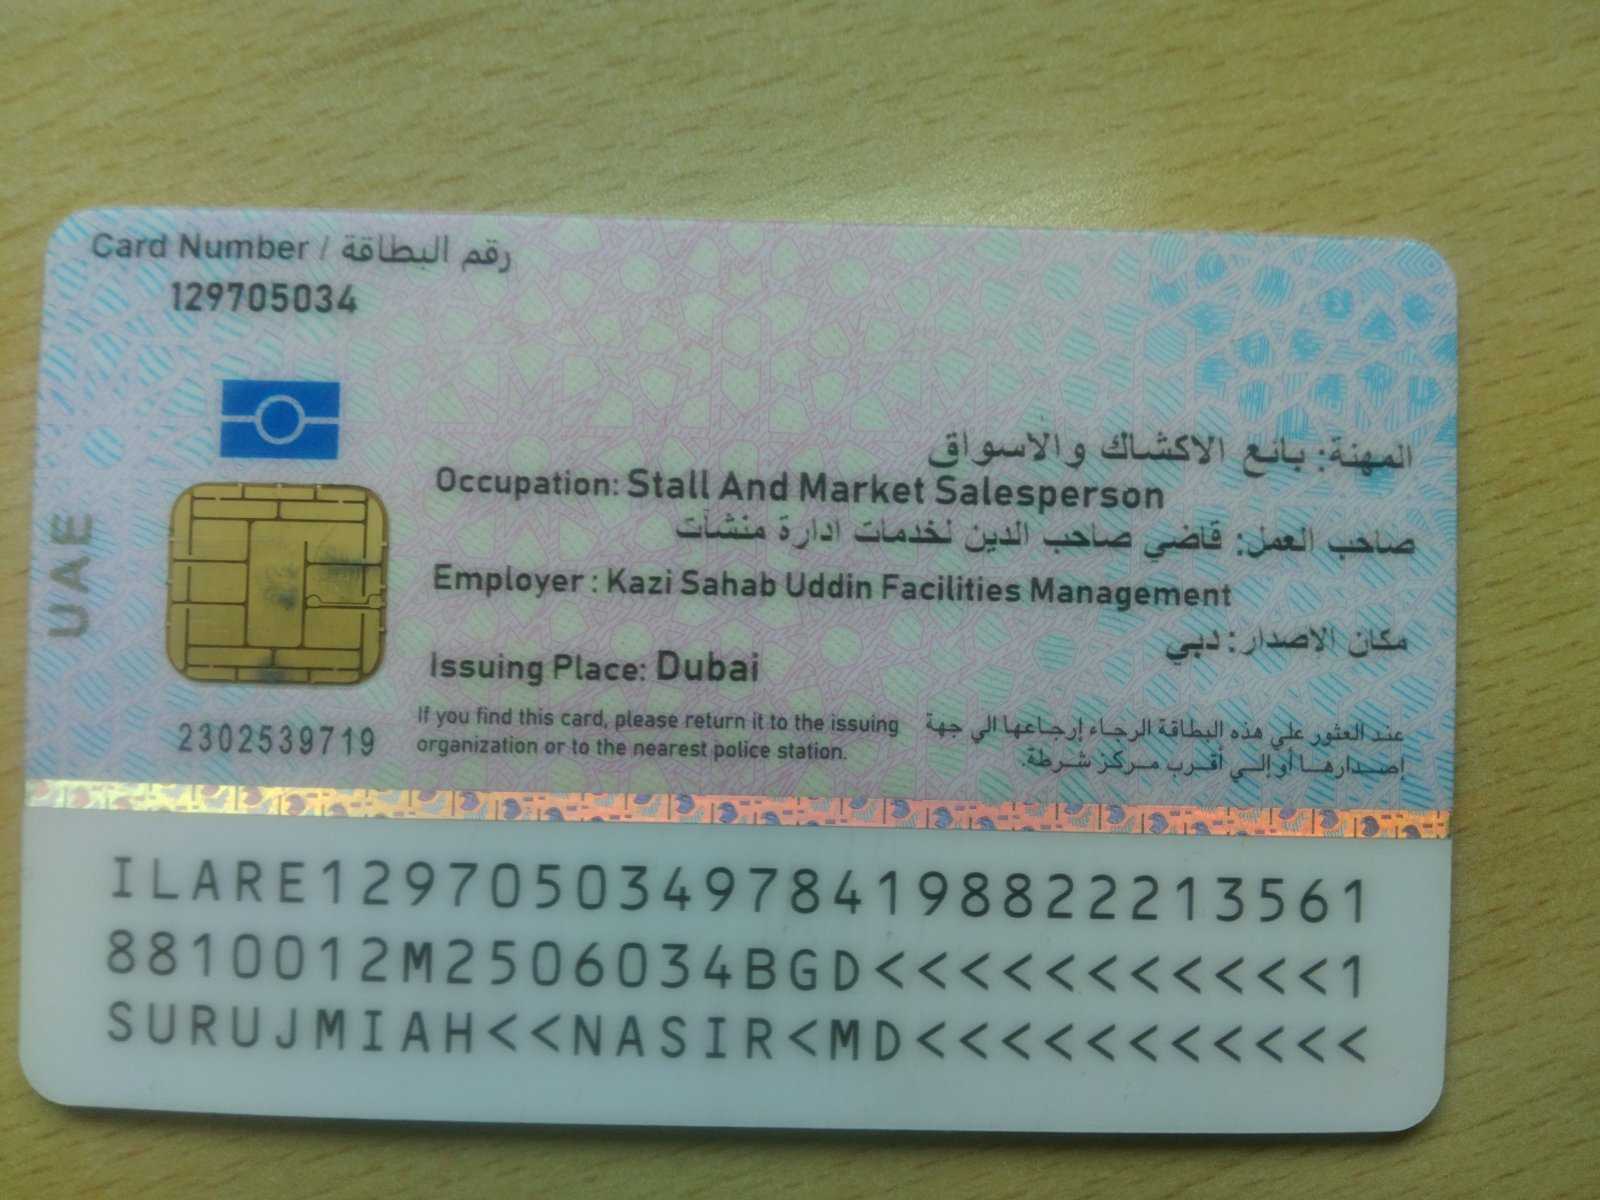 Card Number / رقم البطاقة
129705034
المهنة: بائع الاكشاك والاسواق
Occupation: Stall And Market Salesperson
صاحب العمل: قاضي صاحب الدين لخدمات ادارة منشآت
Employer : Kazi Sahab Uddin Facilities Management
مكان الاصدار: دبي
Issuing Place: Dubai
UAE
2302539719
If you find this card, please return it to the issuing
organization or to the nearest police station.
عند العثور علي هذه البطاقة الرجاء إرجاعها الي جهة
إصدارها أو إلي أقرب مركز شرطة.
ILARE1297050349784198822213561
8810012M2506034BGD<<<<<<<<<<<1
SURUJMIAH<<NASIR<MD<<<<<<<<<<<